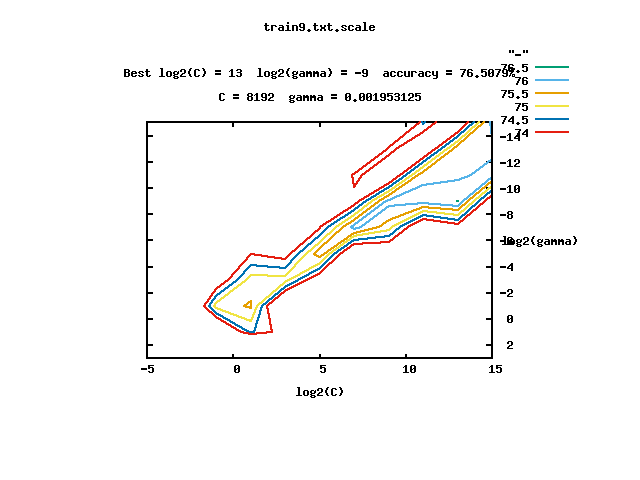 train9.txt.scale
"-"
Best log2(C) = 13  log2(gamma) = -9  accuracy = 76.5079%
C = 8192  gamma = 0.001953125
76.5
76
75.5
75
74.5
74
-14
-12
-10
-8
-6
-4
-2
0
2
log2(gamma)
-5 0 5 10 15
log2(C)